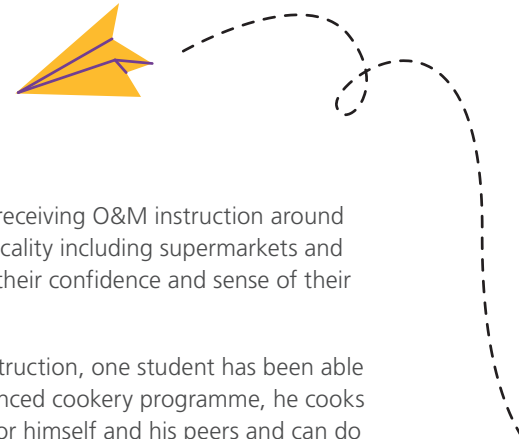 receiving O&M instruction around
cality including supermarkets and
their confidence and sense of their
struction, one student has been able
nced cookery programme, he cooks
or himself and his peers and can do